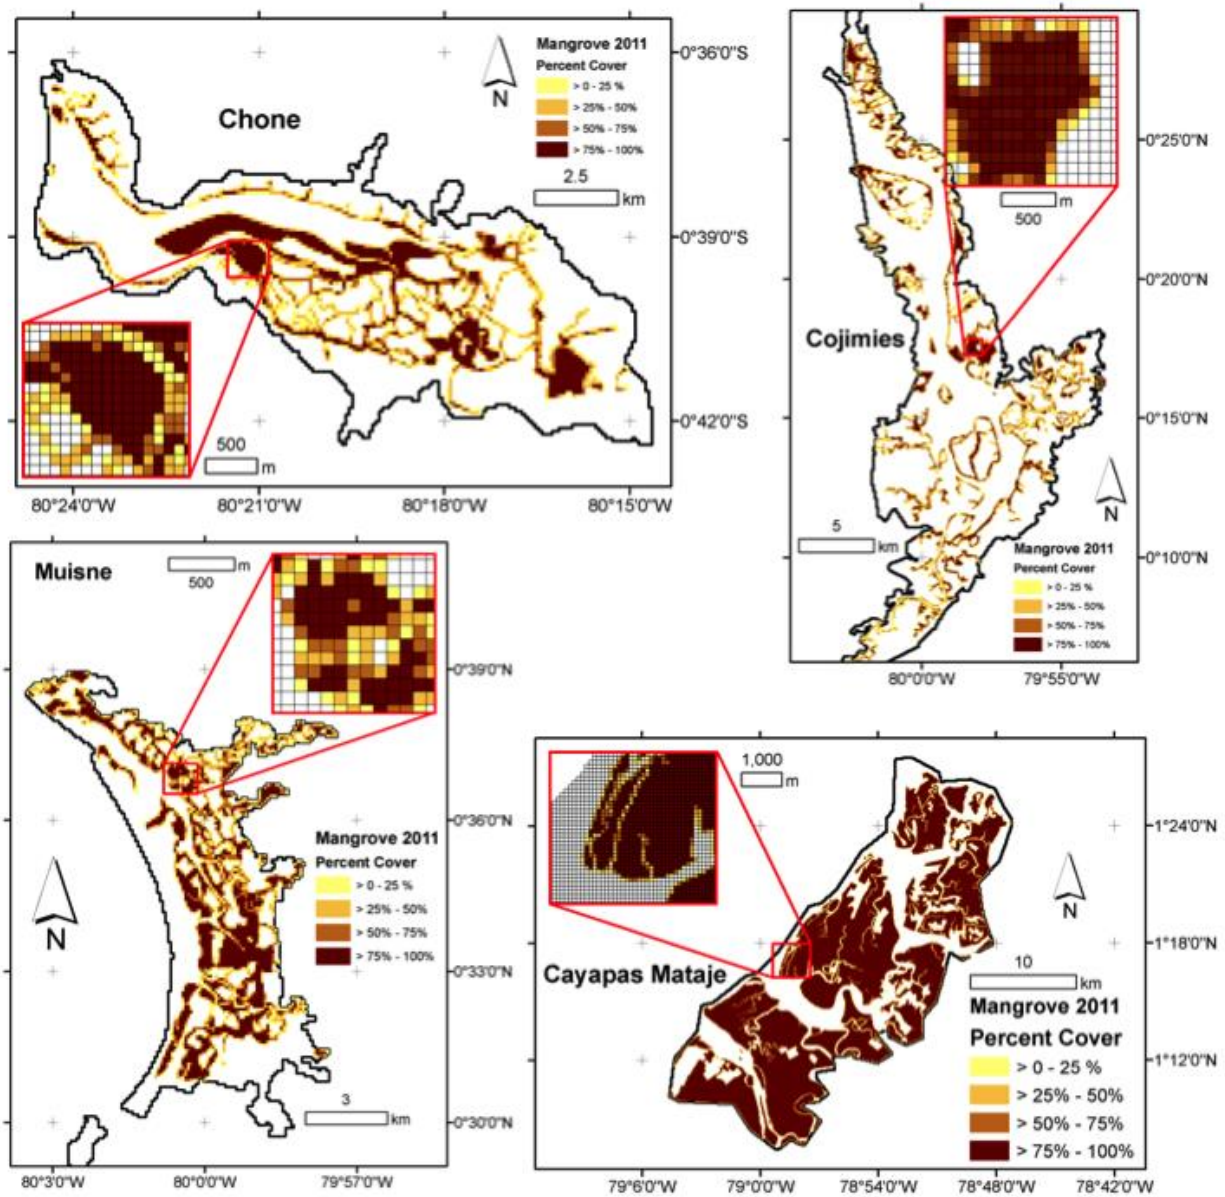 Chone
N
Mangrove 2011
Percent Cover
> 0 - 25 %
> 25% - 50%
> 50% - 75%
> 75% - 100%
2.5
km
500
m
0°36'0"S
0°39'0"S
0°42'0"S
80°24'0"W
80°21'0"W
80°18'0"W
80°15'0"W
Cojimies
500
m
0°25'0"N
0°20'0"N
0°15'0"N
0°10'0"N
N
5
km
Mangrove 2011
Percent Cover
> 0 - 25 %
> 25% - 50%
> 50% - 75%
> 75% - 100%
80°0'0"W
79°55'0"W
Muisne
500
m
0°39'0"N
0°36'0"N
0°33'0"N
0°30'0"N
Mangrove 2011
Percent Cover
> 0 - 25 %
> 25% - 50%
> 50% - 75%
> 75% - 100%
N
3
km
80°3'0"W
80°0'0"W
79°57'0"W
1,000
m
1°24'0"N
1°18'0"N
1°12'0"N
N
Cayapas Mataje
10
km
Mangrove 2011
Percent Cover
> 0 - 25 %
> 25% - 50%
> 50% - 75%
> 75% - 100%
79°6'0"W
79°0'0"W
78°54'0"W
78°48'0"W
78°42'0"W